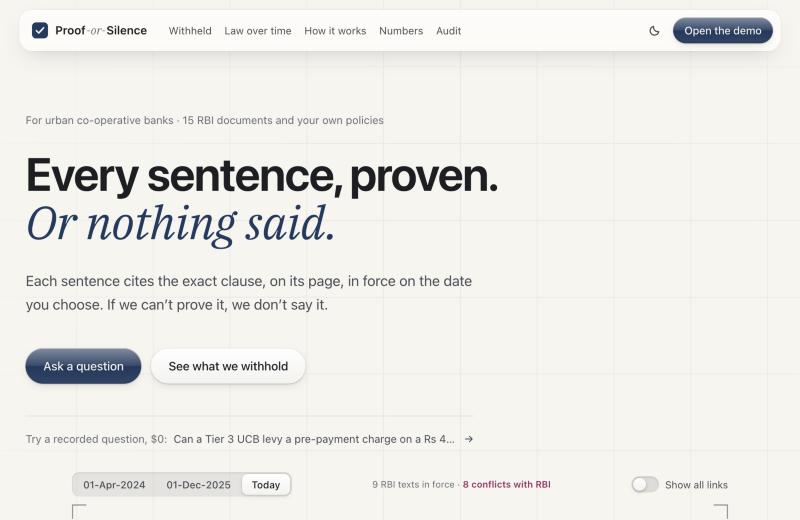 Proof-or-Silence Withheld Law over time How it works Numbers Audit Open the demo
For urban co-operative banks · 15 RBI documents and your own policies
Every sentence, proven.
Or nothing said.
Each sentence cites the exact clause, on its page, in force on the date
you choose. If we can’t prove it, we don’t say it.
Ask a question See what we withhold
Try a recorded question, $0: Can a Tier 3 UCB levy a pre-payment charge on a Rs 4… →
01-Apr-2024 01-Dec-2025 Today 9 RBI texts in force · 8 conflicts with RBI Show all links